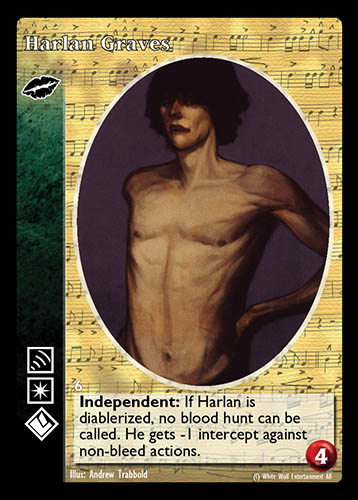 Harlan Graves
6
Independent: If Harlan is
diablerized, no blood hunt can be
called. He gets -1 intercept against
non-bleed actions.
4
Illus: Andrew Trabbold
(C) White Wolf Entertainment AB